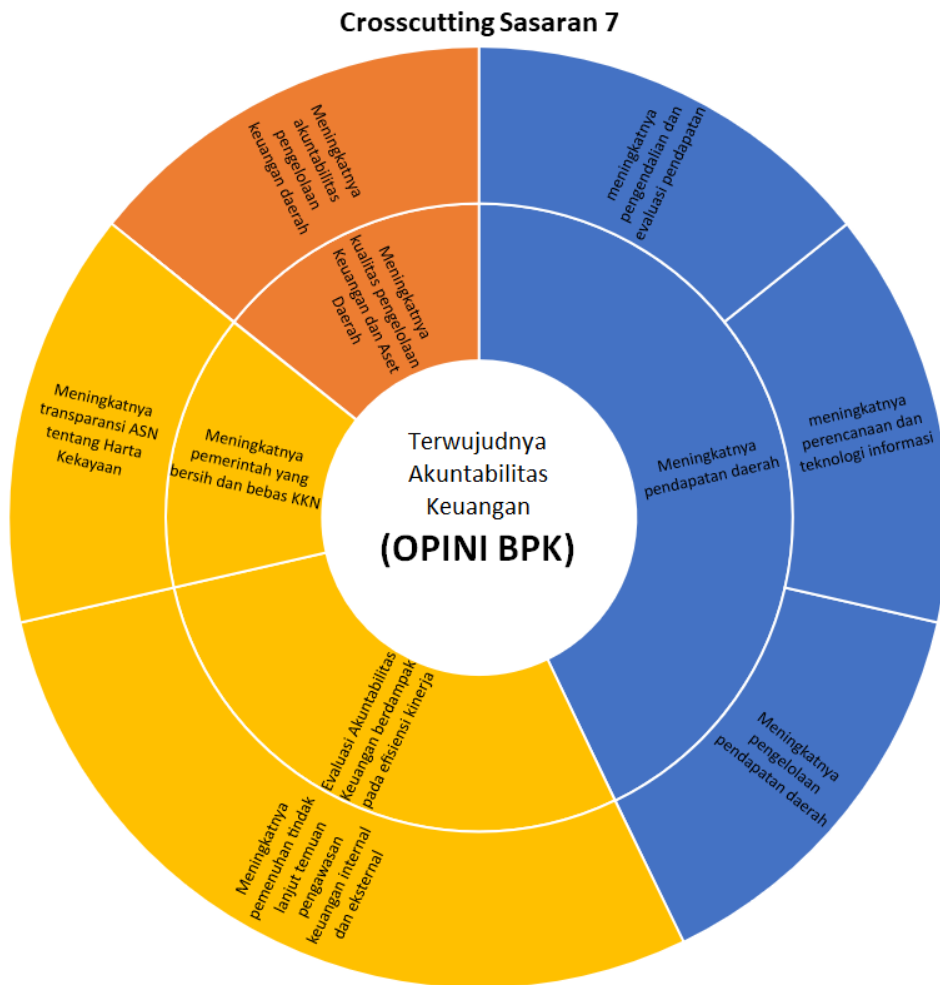 Crosscutting Sasaran 7
Meningkatnya
akuntabilitas
pengelolaan
keuangan daerah
meningkatnya
pengendalian dan
evaluasi pendapatan
Meningkatnya
kualitas pengelolaan
Keuangan dan Aset
Daerah
Meningkatnya
transparansi ASN
tentang Harta
Kekayaan
Meningkatnya
pemerintah yang
bersih dan bebas KKN
Terwujudnya
Akuntabilitas
Keuangan
(OPINI BPK)
Meningkatnya
pendapatan daerah
meningkatnya
perencanaan dan
teknologi informasi
Evaluasi Akuntabilitas
Keuangan berdampak
pada efisiensi kinerja
Meningkatnya
pengelolaan
pendapatan daerah
Meningkatnya
pemenuhan tindak
lanjut temuan
pengawasan
keuangan internal
dan eksternal